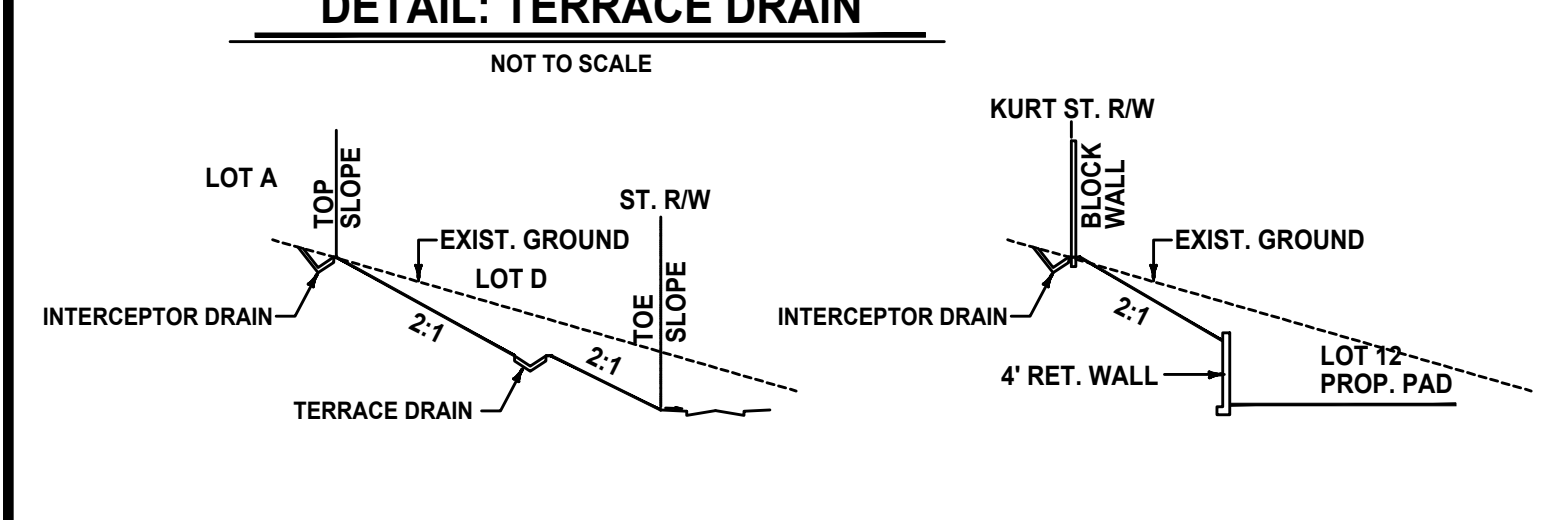 DETAIL: TERRACE DRAIN
NOT TO SCALE
LOT A
TOP
SLOPE
EXIST. GROUND
LOT D
ST. R/W
TOE
SLOPE
INTERCEPTOR DRAIN
2:1
2:1
TERRACE DRAIN
KURT ST. R/W
BLOCK
WALL
EXIST. GROUND
INTERCEPTOR DRAIN
2:1
4' RET. WALL
LOT 12
PROP. PAD